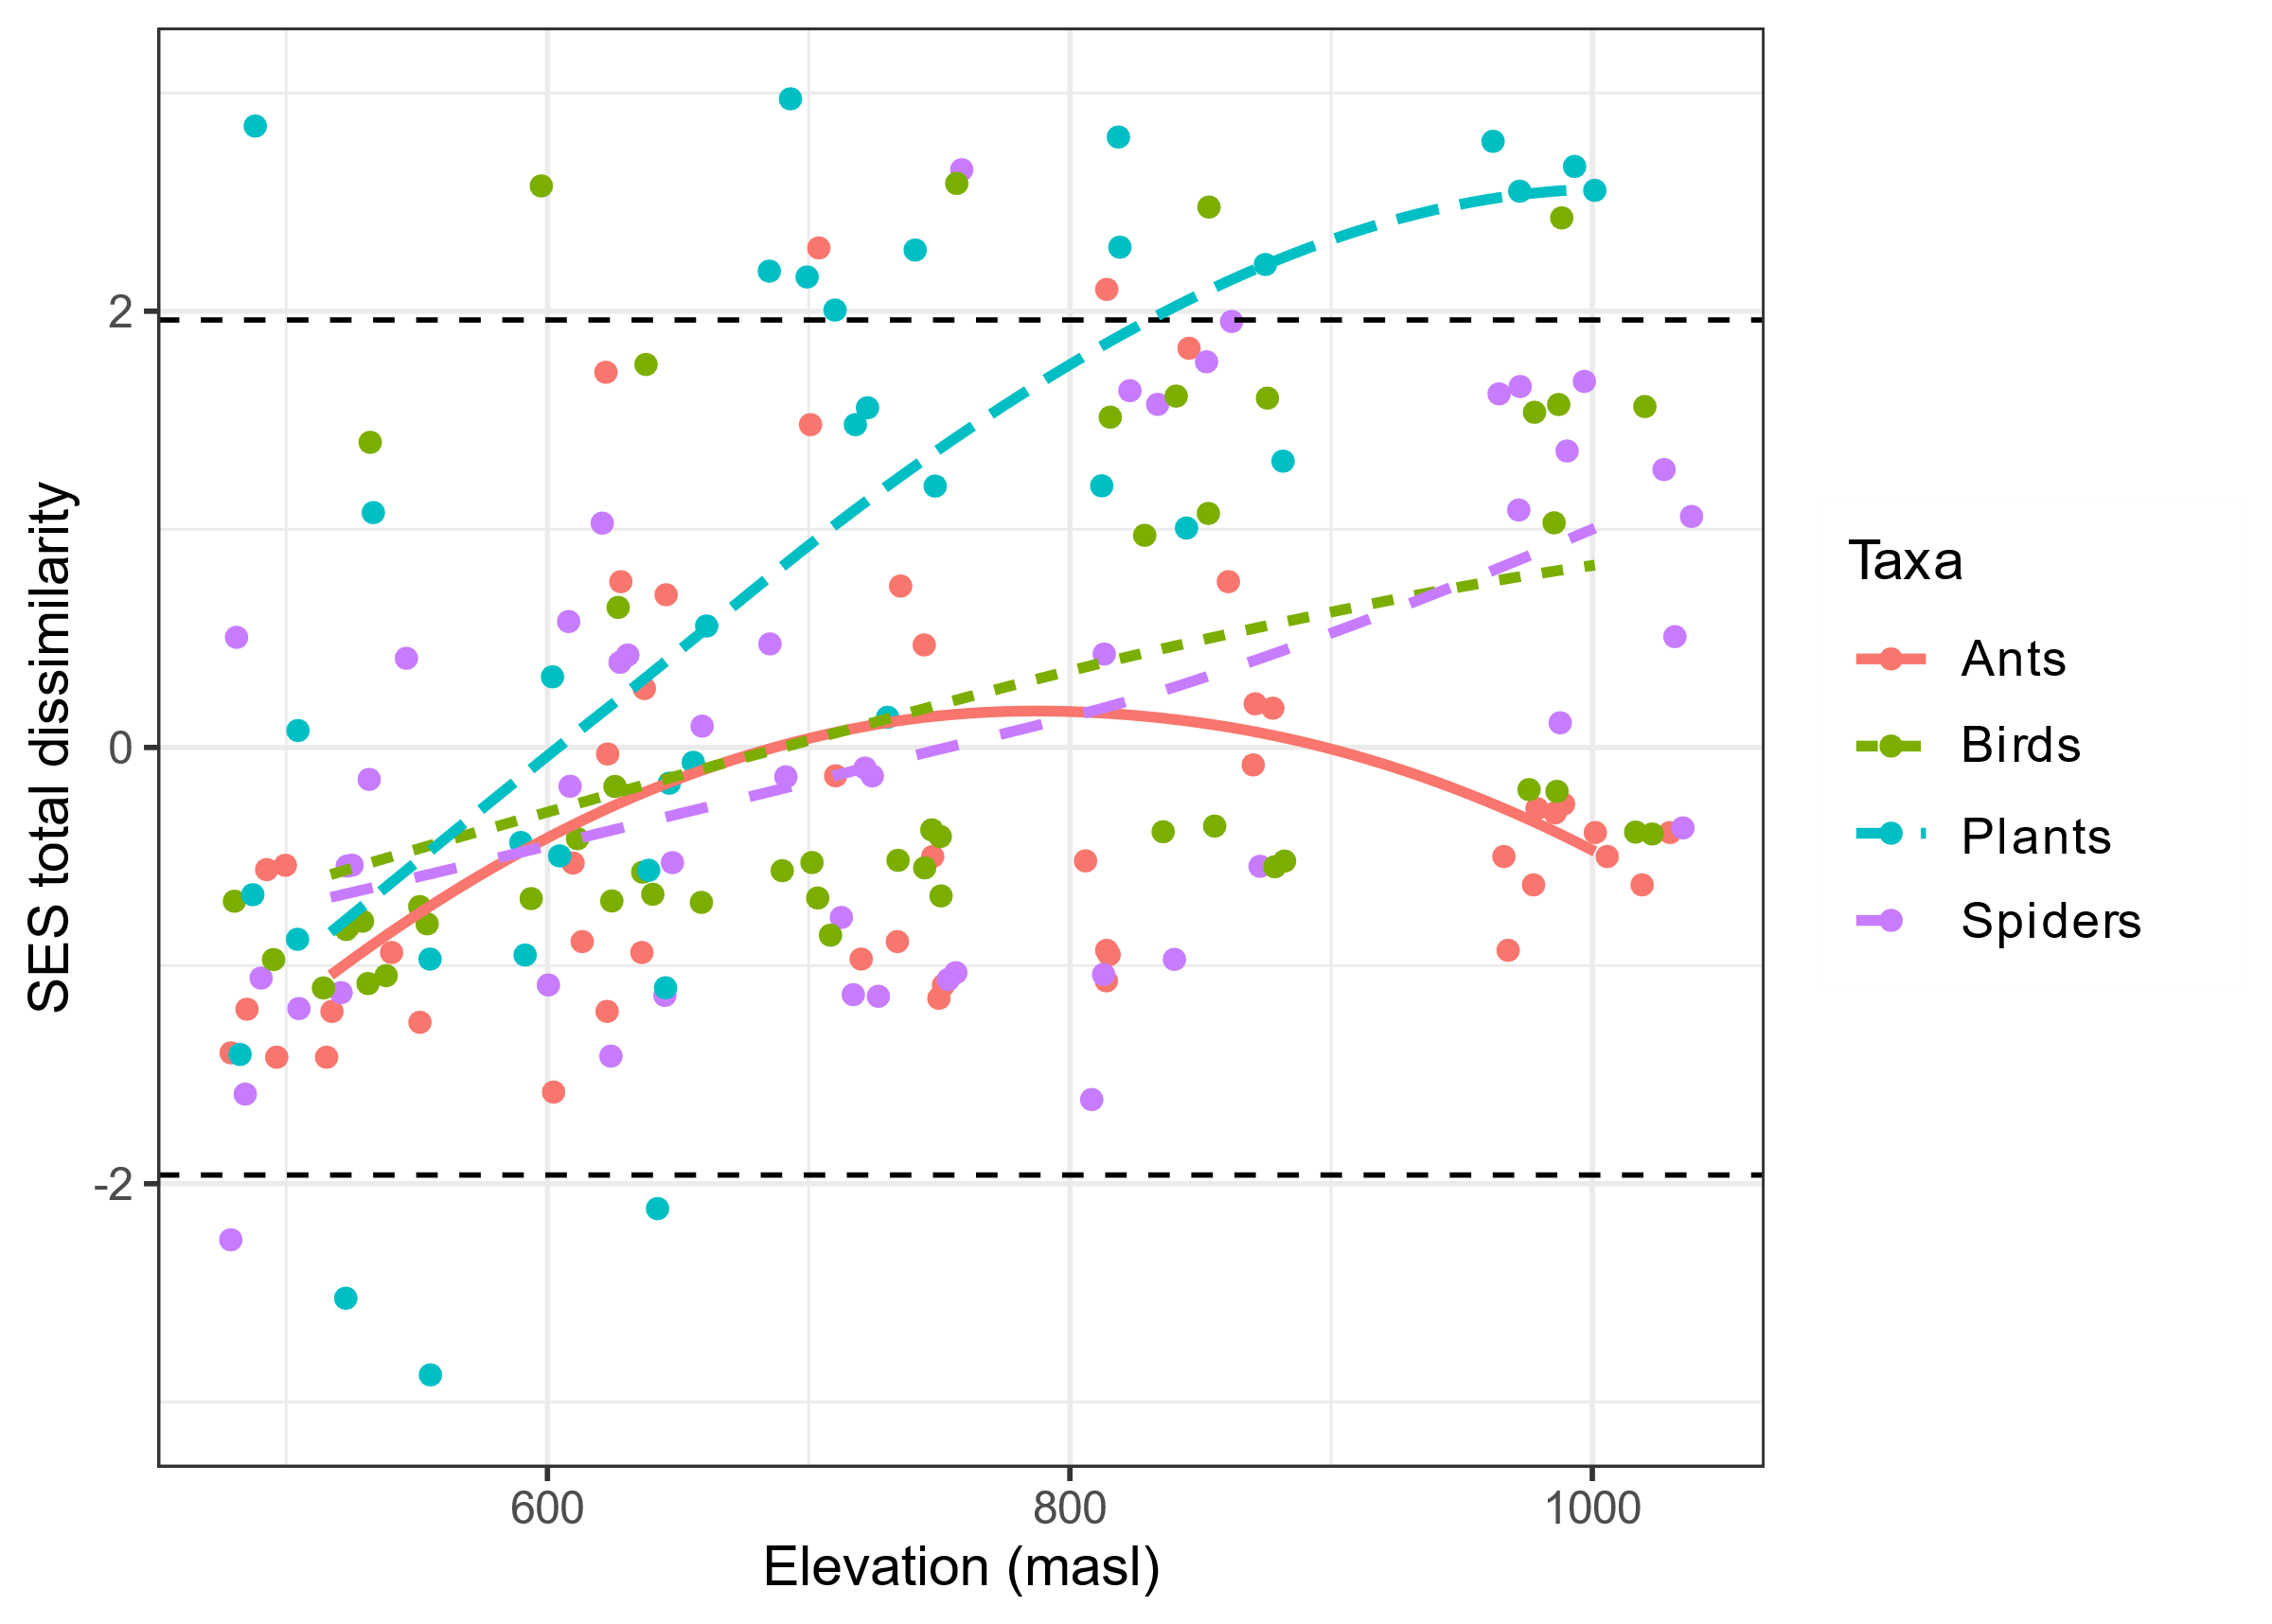 SES total dissimilarity
2
0
-2
600
800
1000
Elevation (masl)
Taxa
Ants
Birds
Plants
Spiders